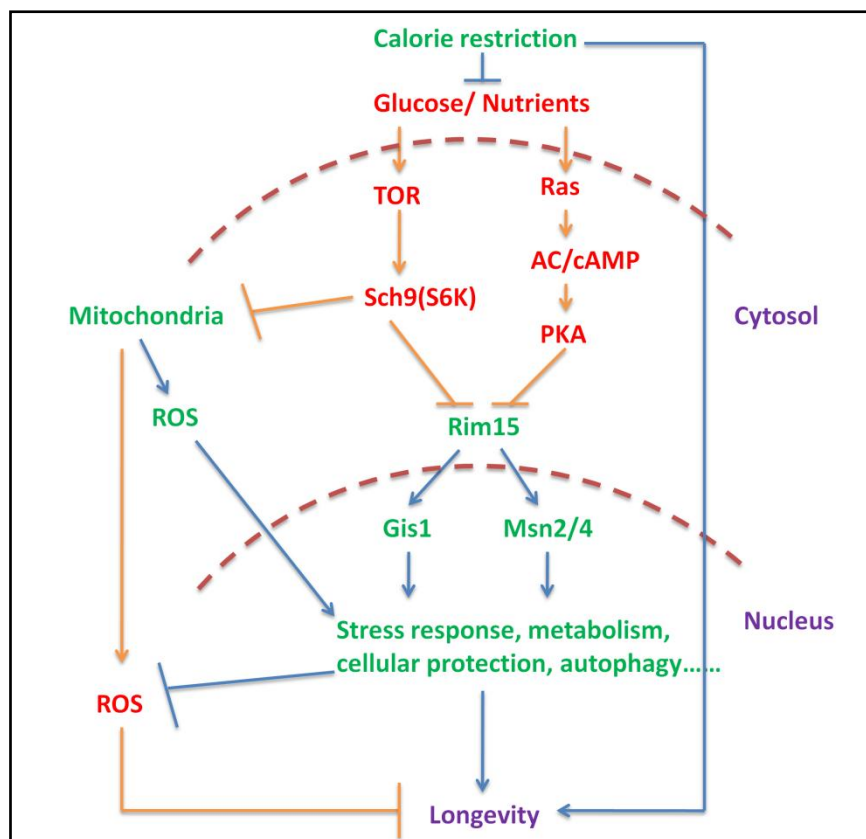 Calorie restriction
Glucose/ Nutrients
TOR
Ras
AC/cAMP
Sch9(S6K)
Mitochondria
Cytosol
PKA
ROS
Rim15
Gis1
Msn2/4
Nucleus
Stress response, metabolism,
cellular protection, autophagy......
ROS
Longevity